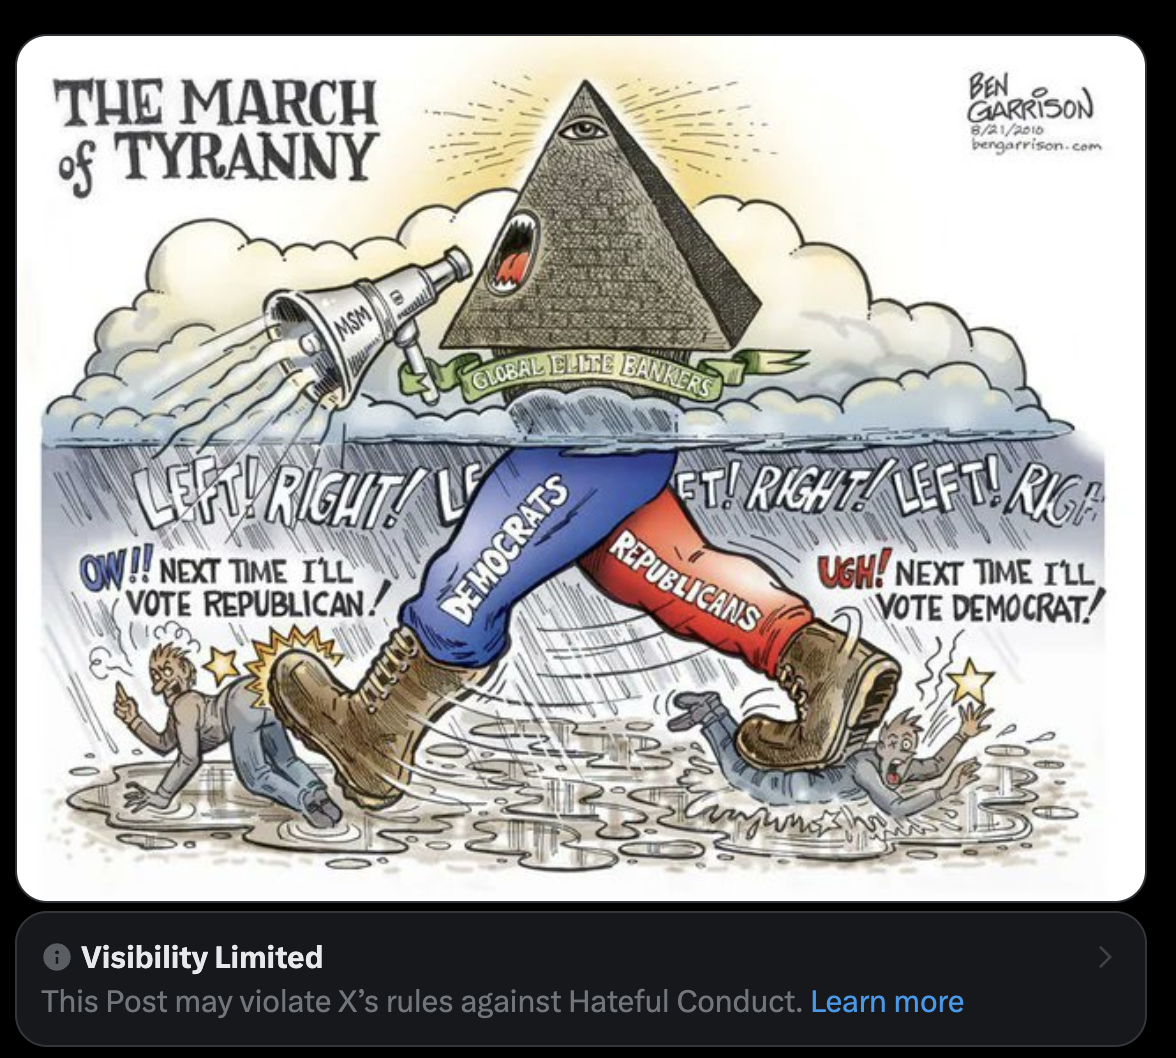 THE MARCH
of TYRANNY
BEN
GARRISON
8/21/2010
bengarrison.com
MSM
GLOBAL ELITE BANKERS
LEFT! RIGHT! LE FT! RIGHT! LEFT! RIGH
DEMOCRATS
REPUBLICANS
OW!! NEXT TIME I'LL
VOTE REPUBLICAN!
UGH! NEXT TIME I'LL
VOTE DEMOCRAT!
Visibility Limited
This Post may violate X’s rules against Hateful Conduct. Learn more